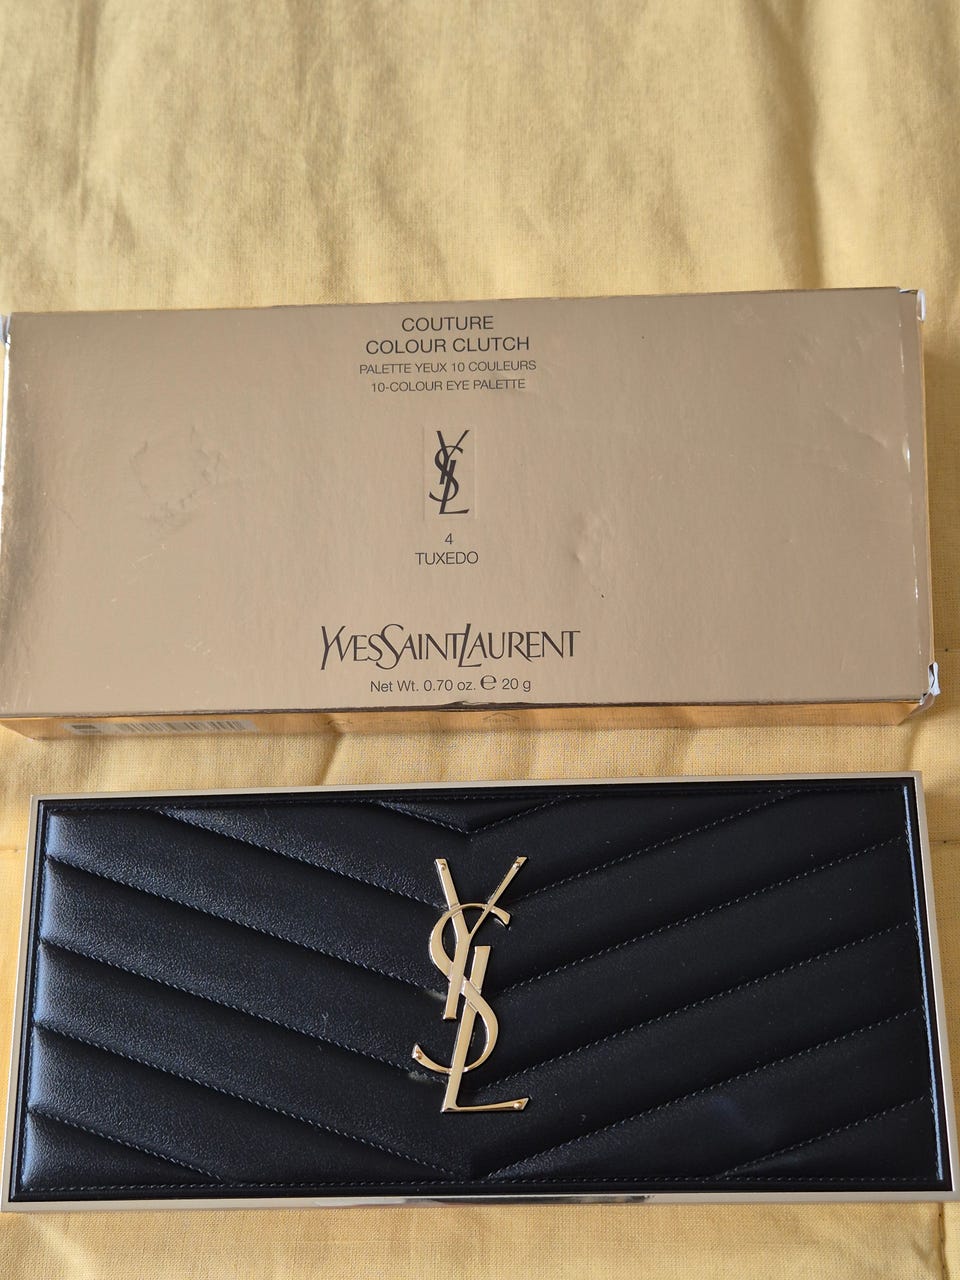 COUTURE
COLOUR CLUTCH
PALETTE YEUX 10 COULEURS
10-COLOUR EYE PALETTE
YSL
4
TUXEDO
YVESSAINTLAURENT
Net Wt. 0.70 oz. ℮ 20 g
YSL